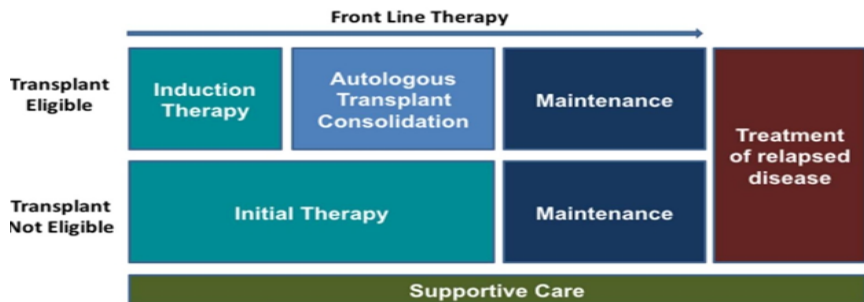 Front Line Therapy
Transplant
Eligible
Induction
Therapy
Autologous
Transplant
Consolidation
Maintenance
Treatment
of relapsed
disease
Transplant
Not Eligible
Initial Therapy
Maintenance
Supportive Care